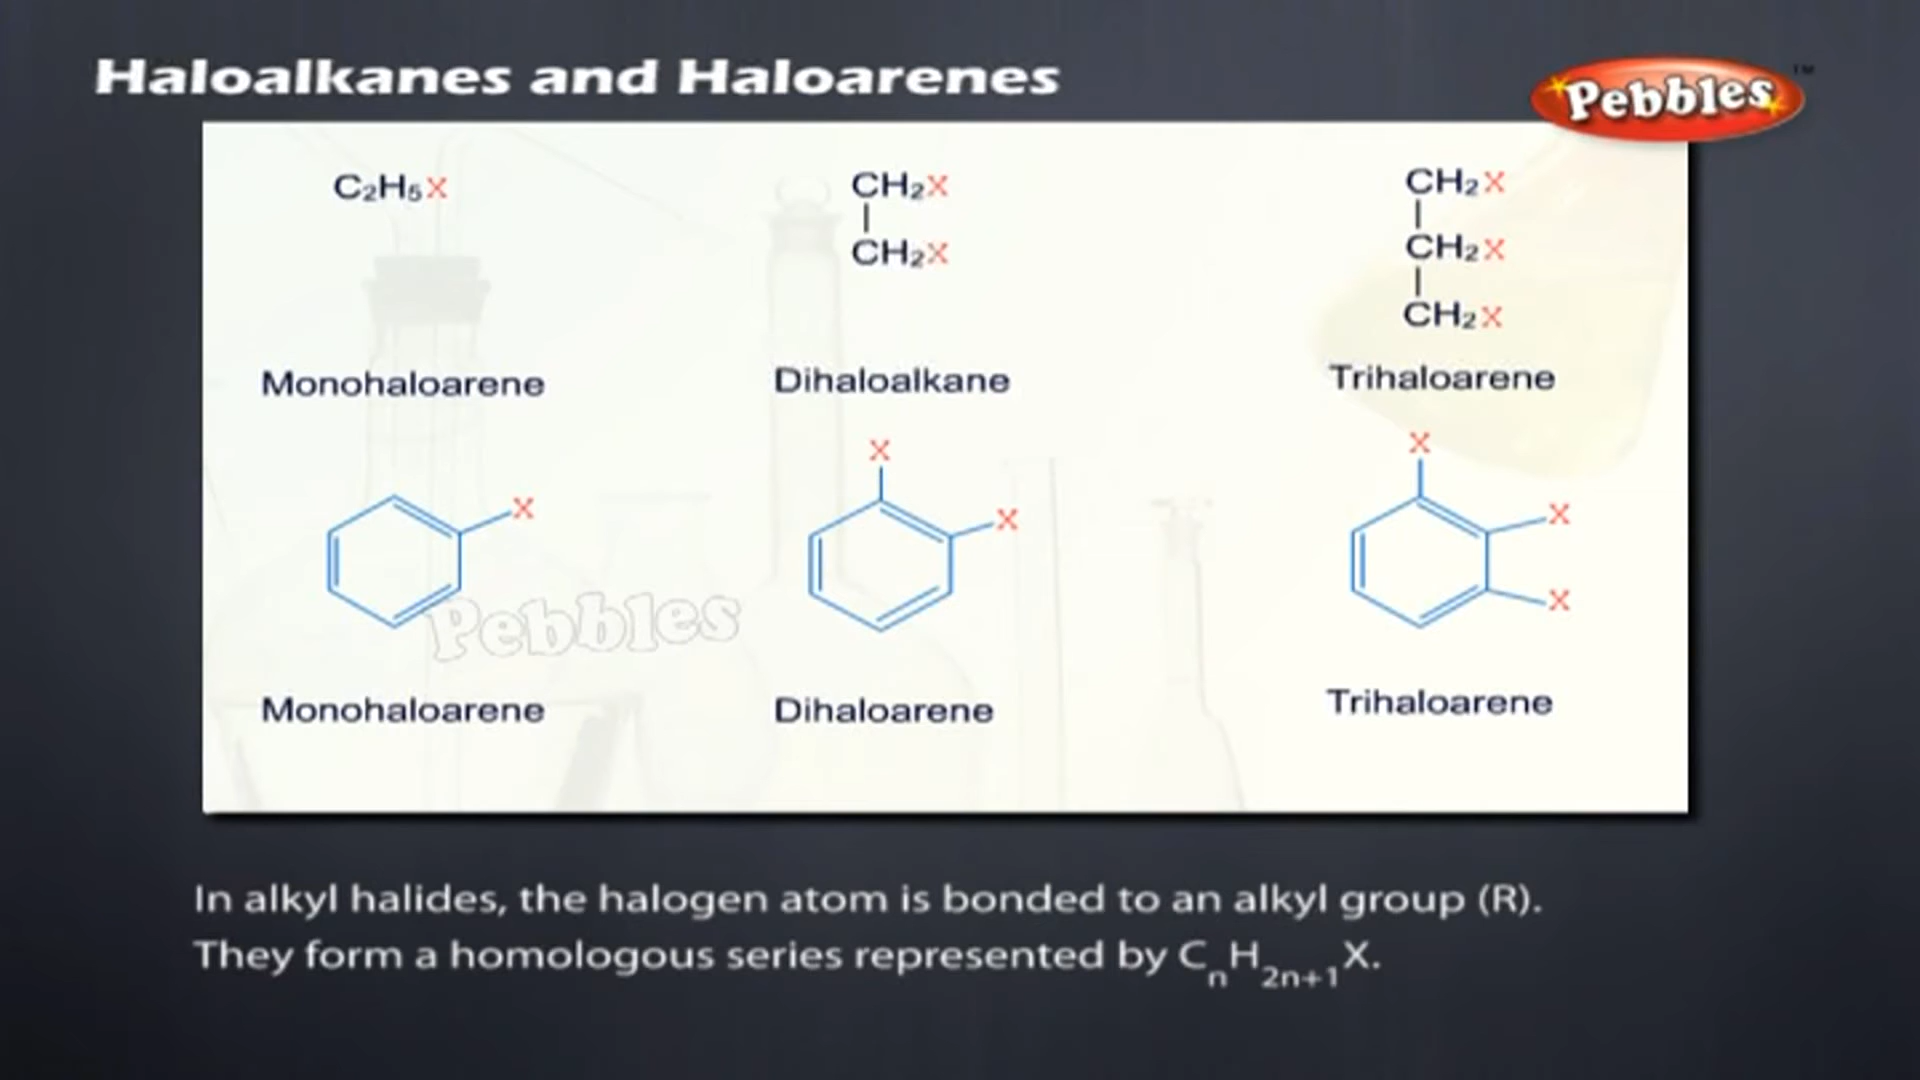 Haloalkanes and Haloarenes
Pebbles™
C₂H₅X
CH₂X
CH₂X
CH₂X
CH₂X
CH₂X
Monohaloarene
Dihaloalkane
Trihaloarene
X
X
X
X
X
X
Monohaloarene
Dihaloarene
Trihaloarene
Pebbles
In alkyl halides, the halogen atom is bonded to an alkyl group (R).
They form a homologous series represented by CₙH₂ₙ₊₁X.